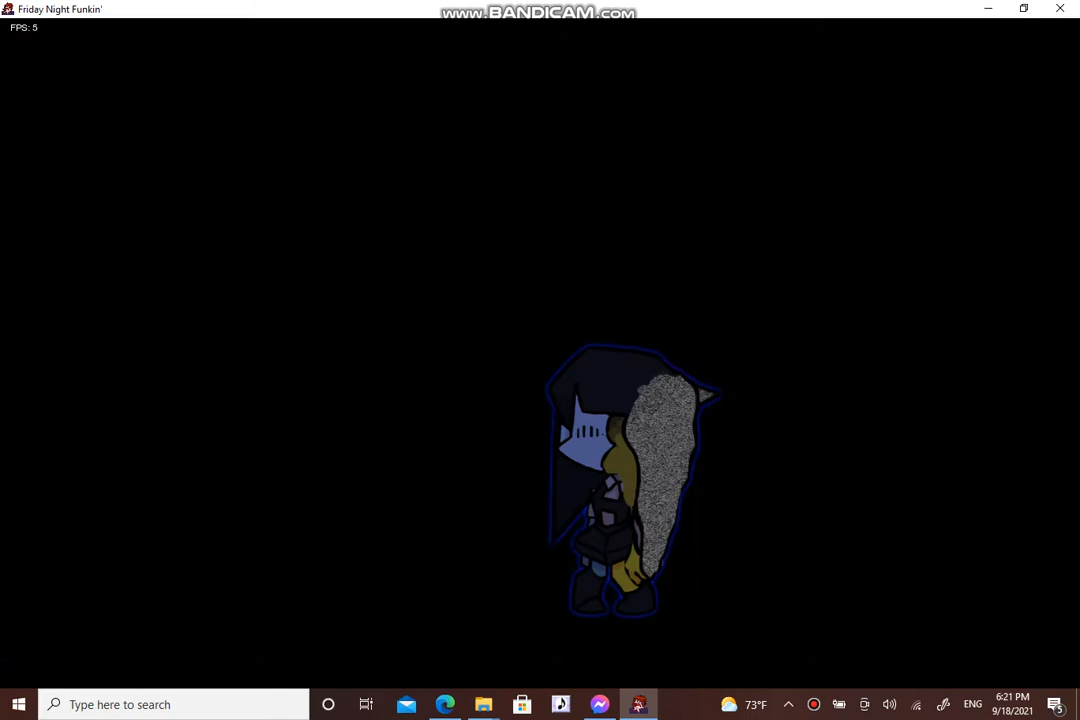 Friday Night Funkin'
WWW.BANDICAM.COM
FPS: 5
Type here to search
73°F
ENG
6:21 PM
9/18/2021
5